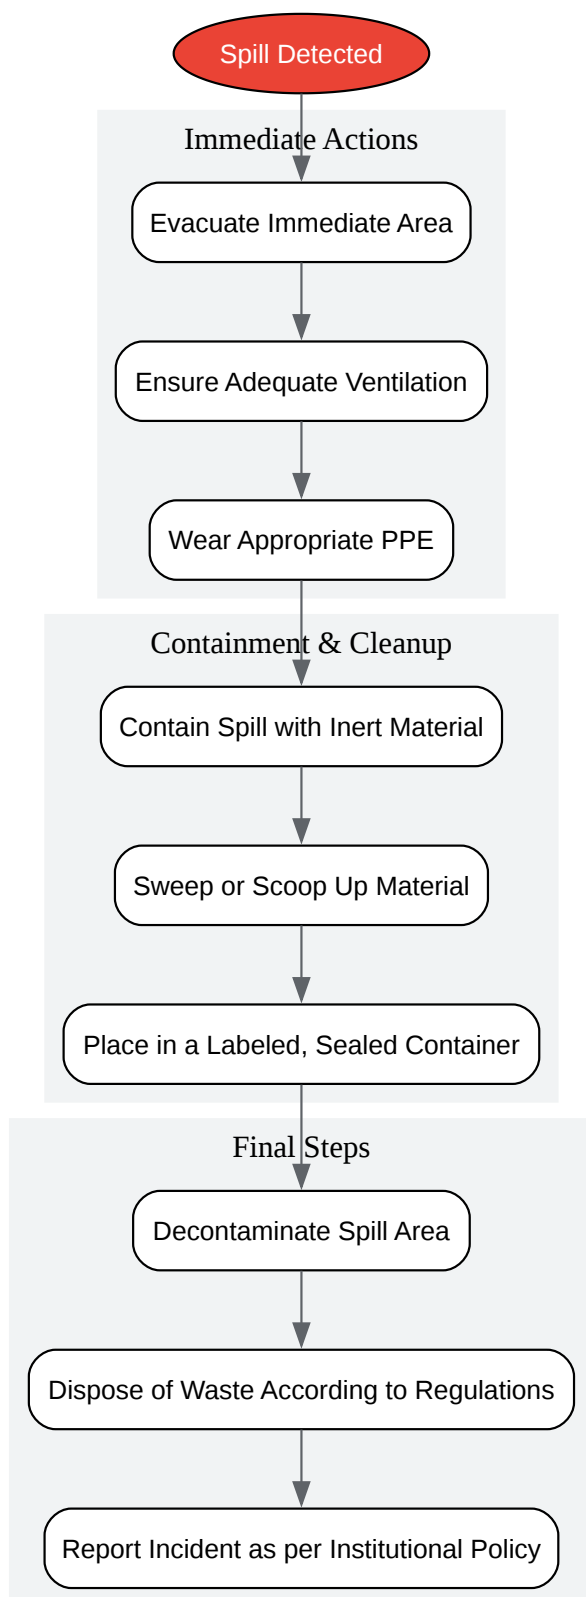 Spill Detected
Immediate Actions
Evacuate Immediate Area
Ensure Adequate Ventilation
Wear Appropriate PPE
Containment & Cleanup
Contain Spill with Inert Material
Sweep or Scoop Up Material
Place in a Labeled, Sealed Container
Final Steps
Decontaminate Spill Area
Dispose of Waste According to Regulations
Report Incident as per Institutional Policy